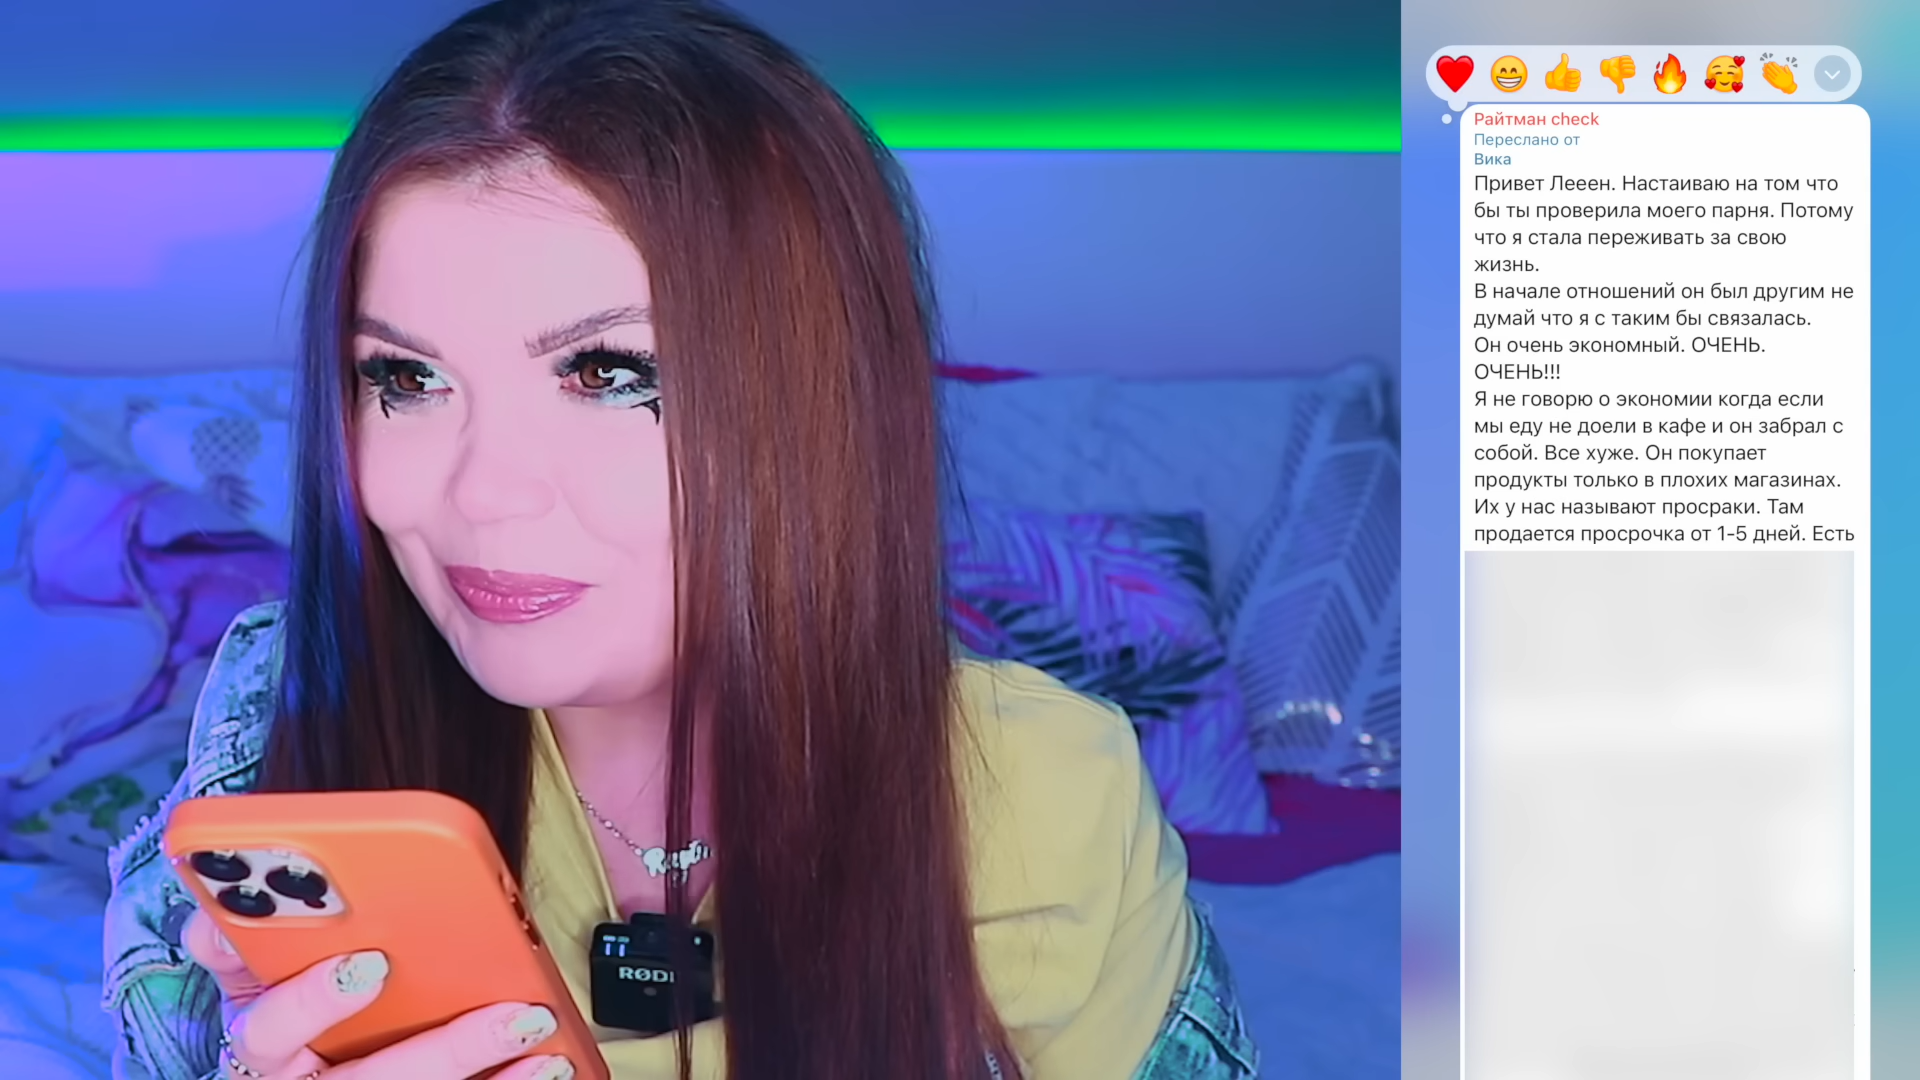 Райтман check
Переслано от
Вика
Привет Лееен. Настаиваю на том что
бы ты проверила моего парня. Потому
что я стала переживать за свою
жизнь.
В начале отношений он был другим не
думай что я с таким бы связалась.
Он очень экономный. ОЧЕНЬ.
ОЧЕНЬ!!!
Я не говорю о экономии когда если
мы еду не доели в кафе и он забрал с
собой. Все хуже. Он покупает
продукты только в плохих магазинах.
Их у нас называют просраки. Там
продается просрочка от 1-5 дней. Есть